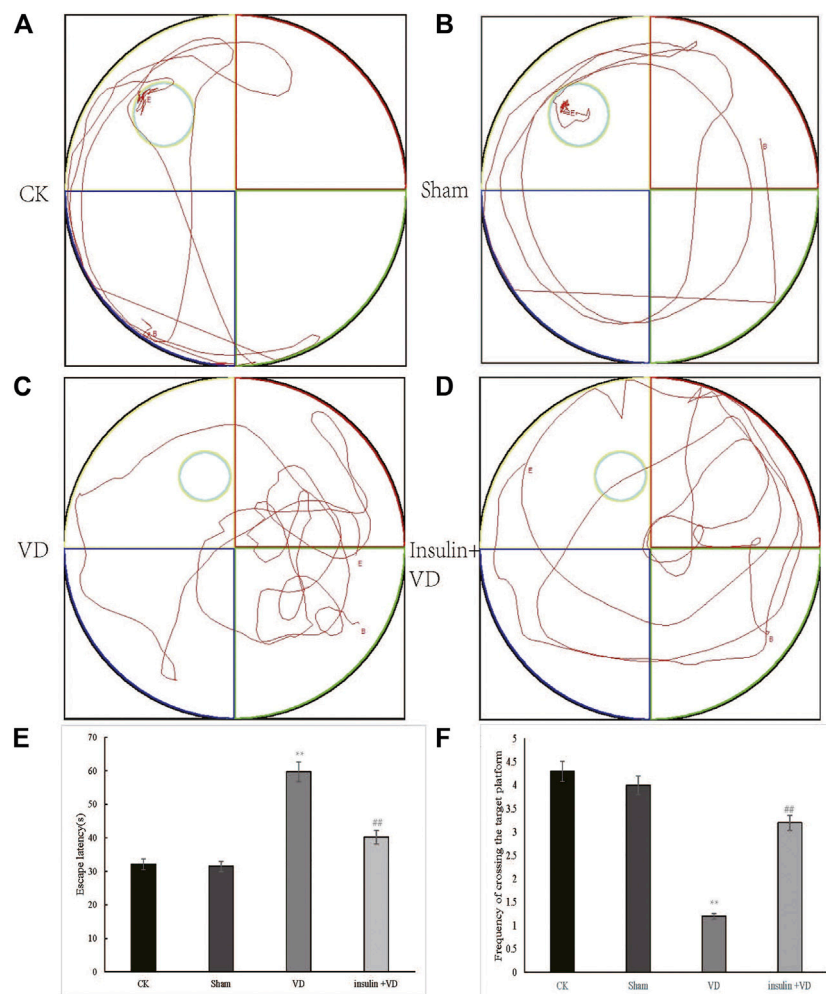 A
B
E
CK
B
E
Sham
B
C
D
VD
E
B
Insulin+
VD
E
B
E
Escape latency(s)
70
60
50
40
30
20
10
0
**
##
CK Sham VD insulin +VD
F
Frequency of crossing the target platform
5
4.5
4
3.5
3
2.5
2
1.5
1
0.5
0
**
##
CK Sham VD insulin +VD